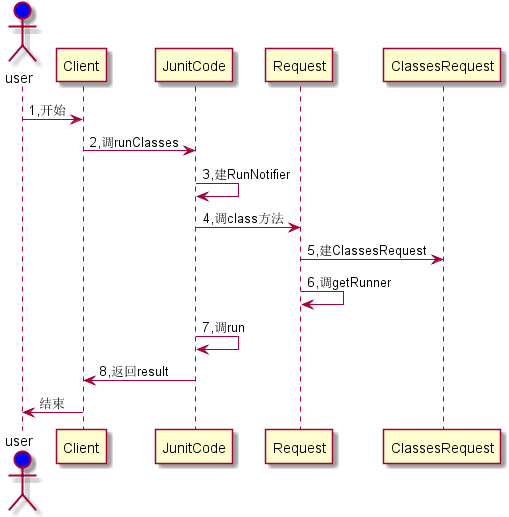 user
Client
JunitCode
Request
ClassesRequest
1,开始
2,调runClasses
3,建RunNotifier
4,调class方法
5,建ClassesRequest
6,调getRunner
7,调run
8,返回result
结束
user
Client
JunitCode
Request
ClassesRequest